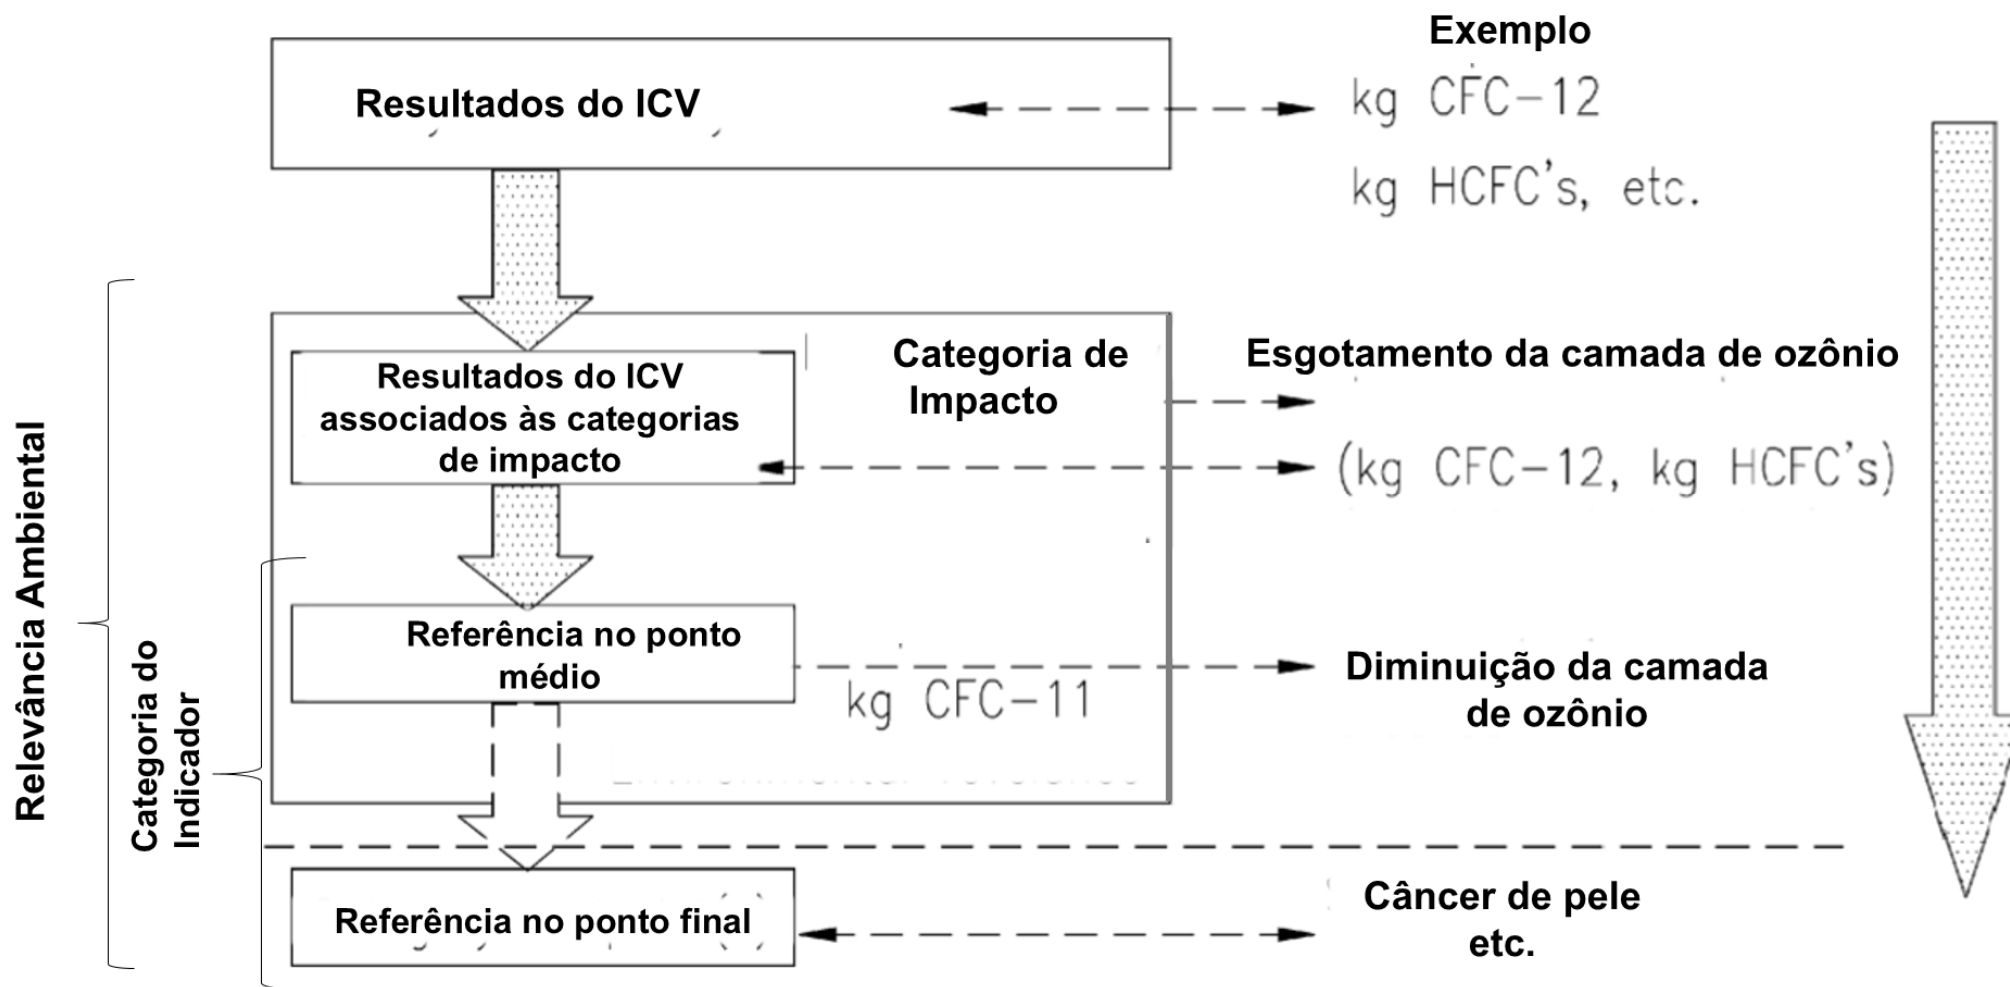 Exemplo
Resultados do ICV
kg CFC-12
kg HCFC's, etc.
Categoria de
Impacto
Esgotamento da camada de ozônio
Resultados do ICV
associados às categorias
de impacto
(kg CFC-12, kg HCFC's)
Relevância Ambiental
Categoria do
Indicador
Referência no ponto
médio
kg CFC-11
Diminuição da camada
de ozônio
Referência no ponto final
Câncer de pele
etc.